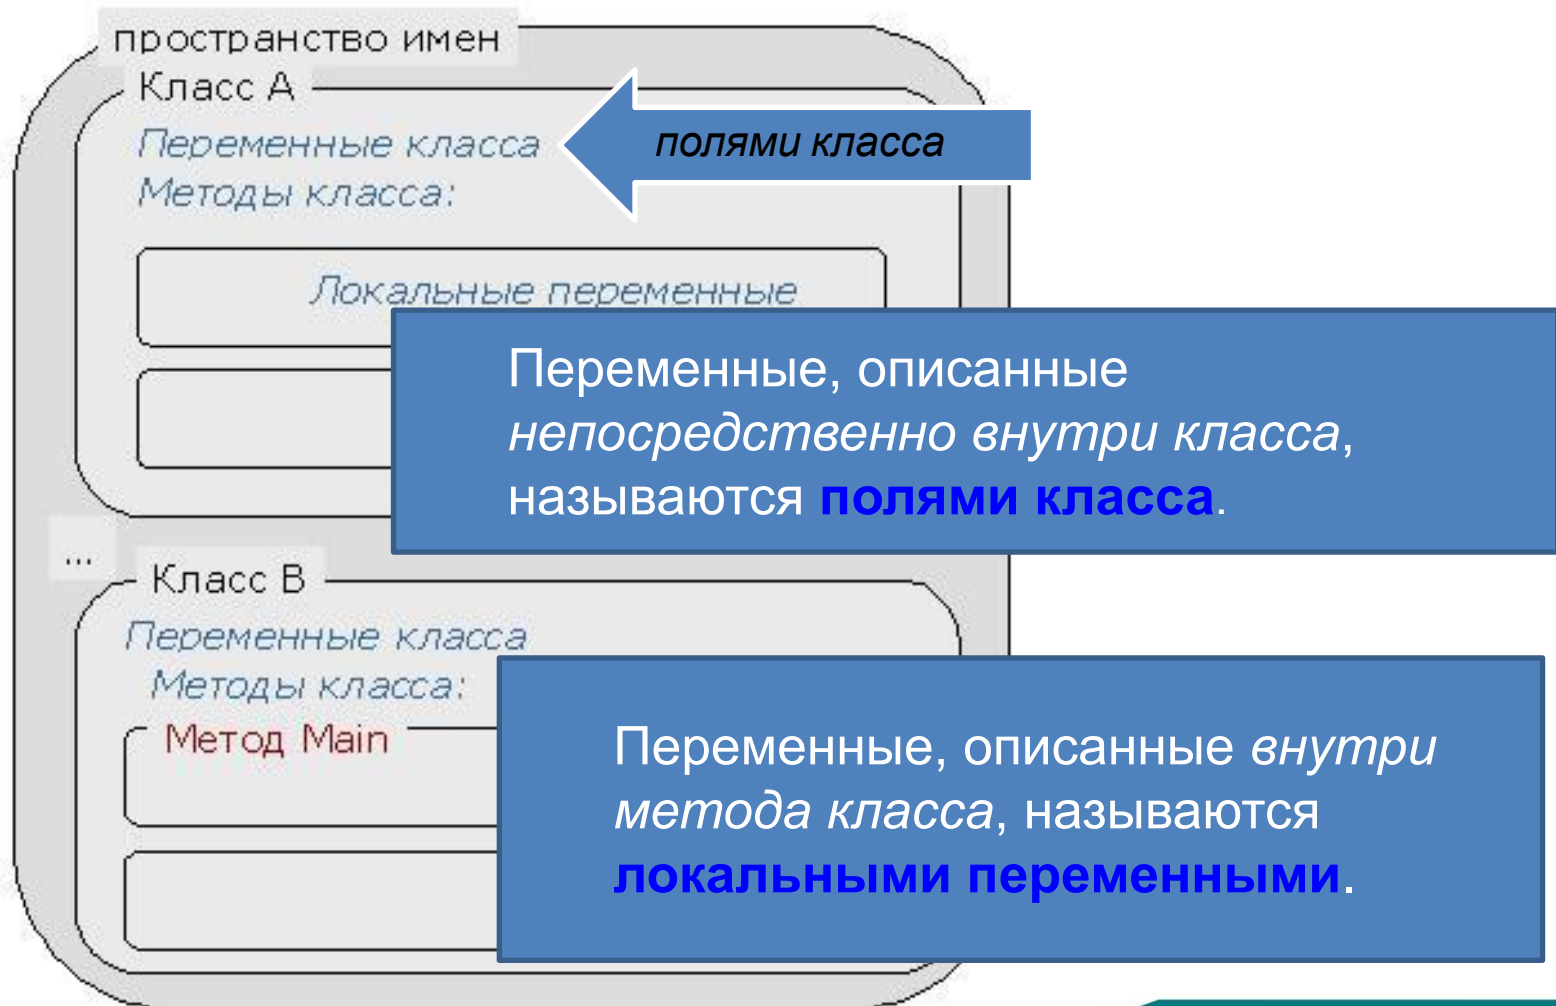 пространство имен
Класс A
Переменные класса
полями класса
Методы класса:
Локальные переменные
Переменные, описанные
непосредственно внутри класса,
называются полями класса.
...
Класс B
Переменные класса
Методы класса:
Метод Main
Переменные, описанные внутри
метода класса, называются
локальными переменными.